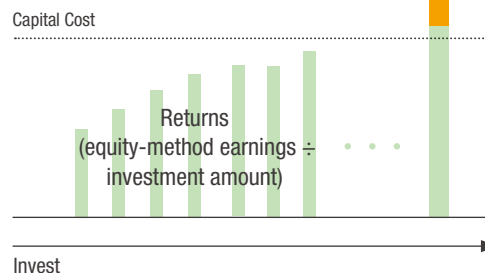 Capital Cost
Returns
(equity-method earnings ÷
investment amount)
Invest